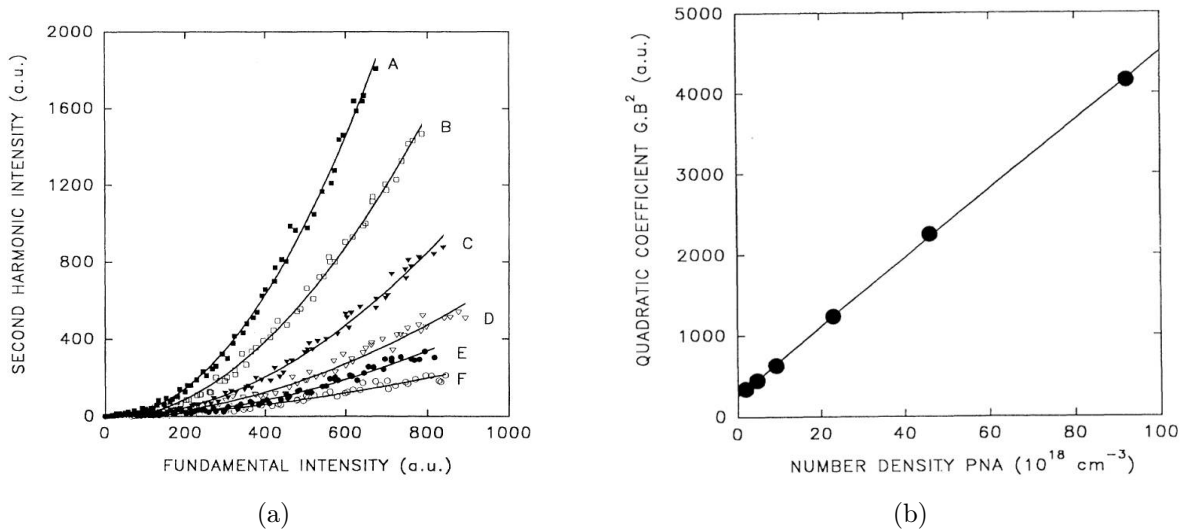 SECOND HARMONIC INTENSITY (a.u.)
2000
1600
1200
800
400
0
A
B
C
D
E
F
0
200
400
600
800
1000
FUNDAMENTAL INTENSITY (a.u.)
(a)
QUADRATIC COEFFICIENT G.B² (a.u.)
5000
4000
3000
2000
1000
0
0
20
40
60
80
100
NUMBER DENSITY PNA (10¹⁸ cm⁻³)
(b)